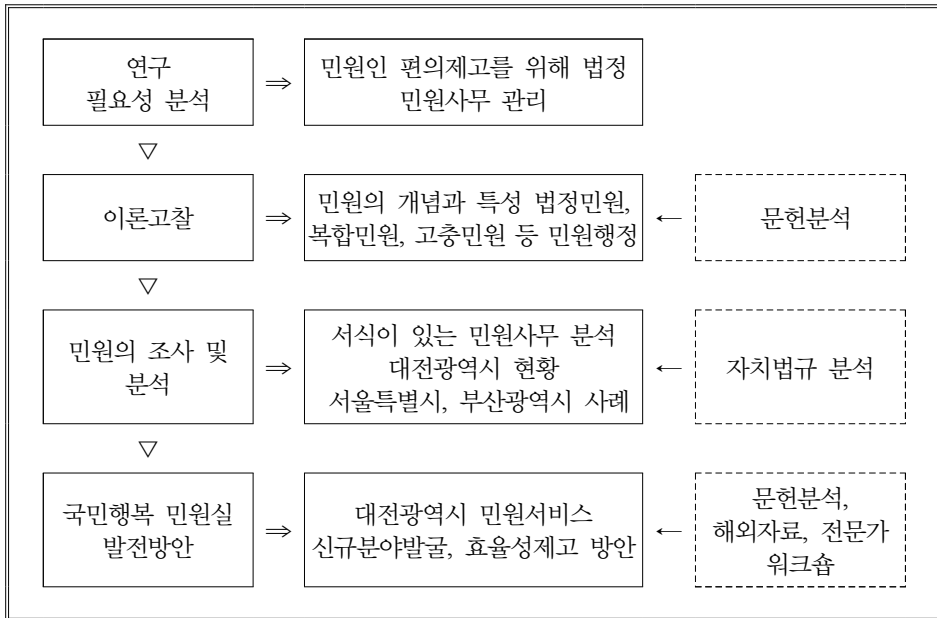 연구
필요성 분석
⇒
민원인 편의제고를 위해 법정
민원사무 관리
▽
이론고찰
⇒
민원의 개념과 특성 법정민원,
복합민원, 고충민원 등 민원행정
←
문헌분석
▽
민원의 조사 및
분석
⇒
서식이 있는 민원사무 분석
대전광역시 현황
서울특별시, 부산광역시 사례
←
자치법규 분석
▽
국민행복 민원실
발전방안
⇒
대전광역시 민원서비스
신규분야발굴, 효율성제고 방안
←
문헌분석,
해외자료, 전문가
워크숍